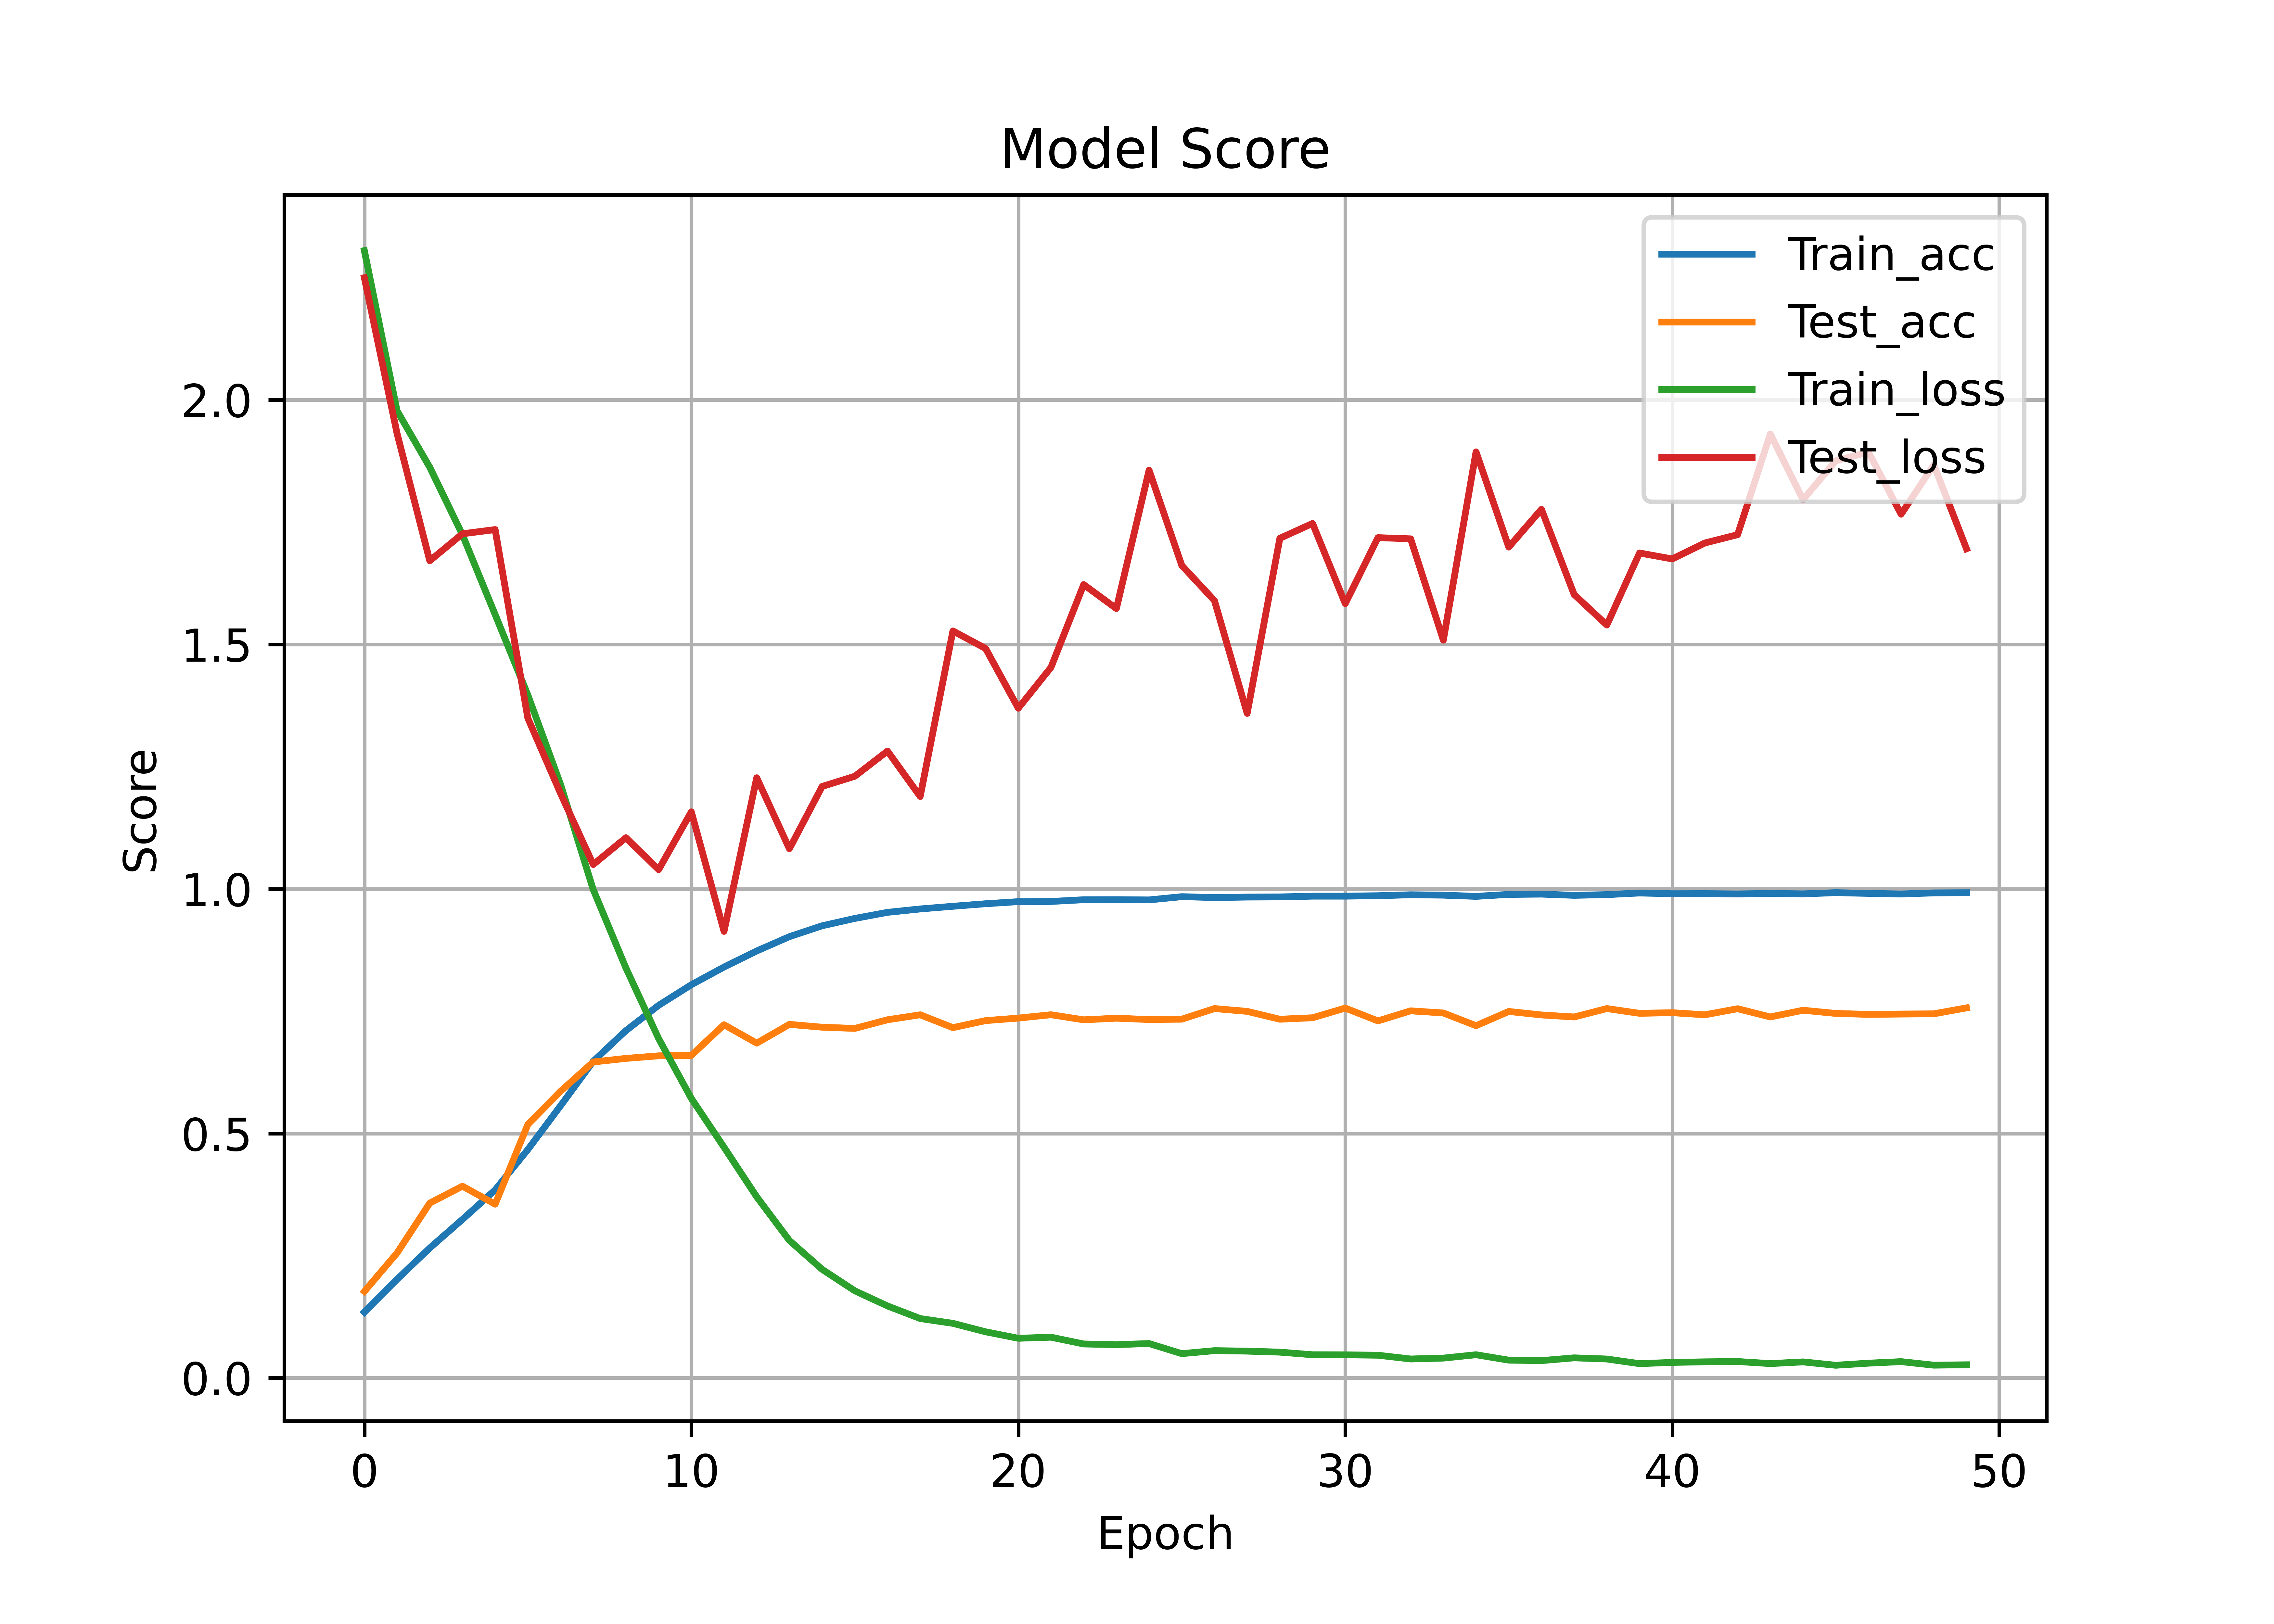 Model Score
Train_acc
Test_acc
Train_loss
Test_loss
2.0
1.5
1.0
0.5
0.0
Score
0 10 20 30 40 50
Epoch